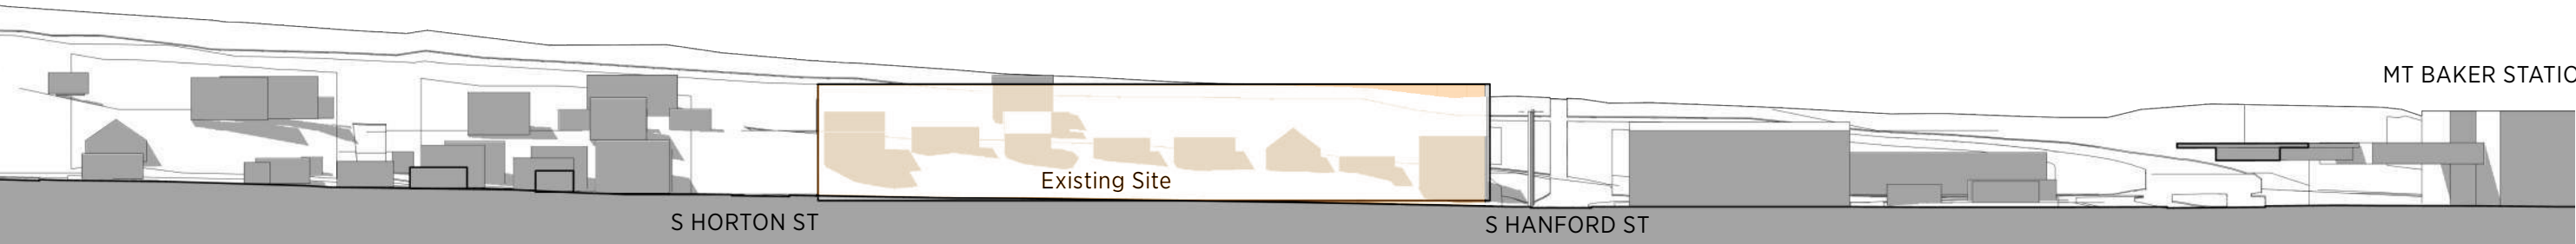 MT BAKER STATIO
Existing Site
S HORTON ST
S HANFORD ST